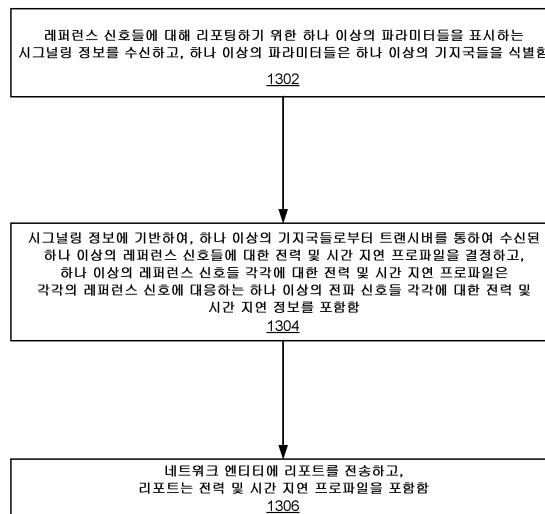 레퍼런스 신호들에 대해 리포팅하기 위한 하나 이상의 파라미터들을 표시하는
시그널링 정보를 수신하고, 하나 이상의 파라미터들은 하나 이상의 기지국들을 식별함
1302
시그널링 정보에 기반하여, 하나 이상의 기지국들로부터 트랜시버를 통하여 수신된
하나 이상의 레퍼런스 신호들에 대한 전력 및 시간 지연 프로파일을 결정하고,
하나 이상의 레퍼런스 신호들 각각에 대한 전력 및 시간 지연 프로파일은
각각의 레퍼런스 신호에 대응하는 하나 이상의 전파 신호들 각각에 대한 전력 및
시간 지연 정보를 포함함
1304
네트워크 엔티티에 리포트를 전송하고,
리포트는 전력 및 시간 지연 프로파일을 포함함
1306